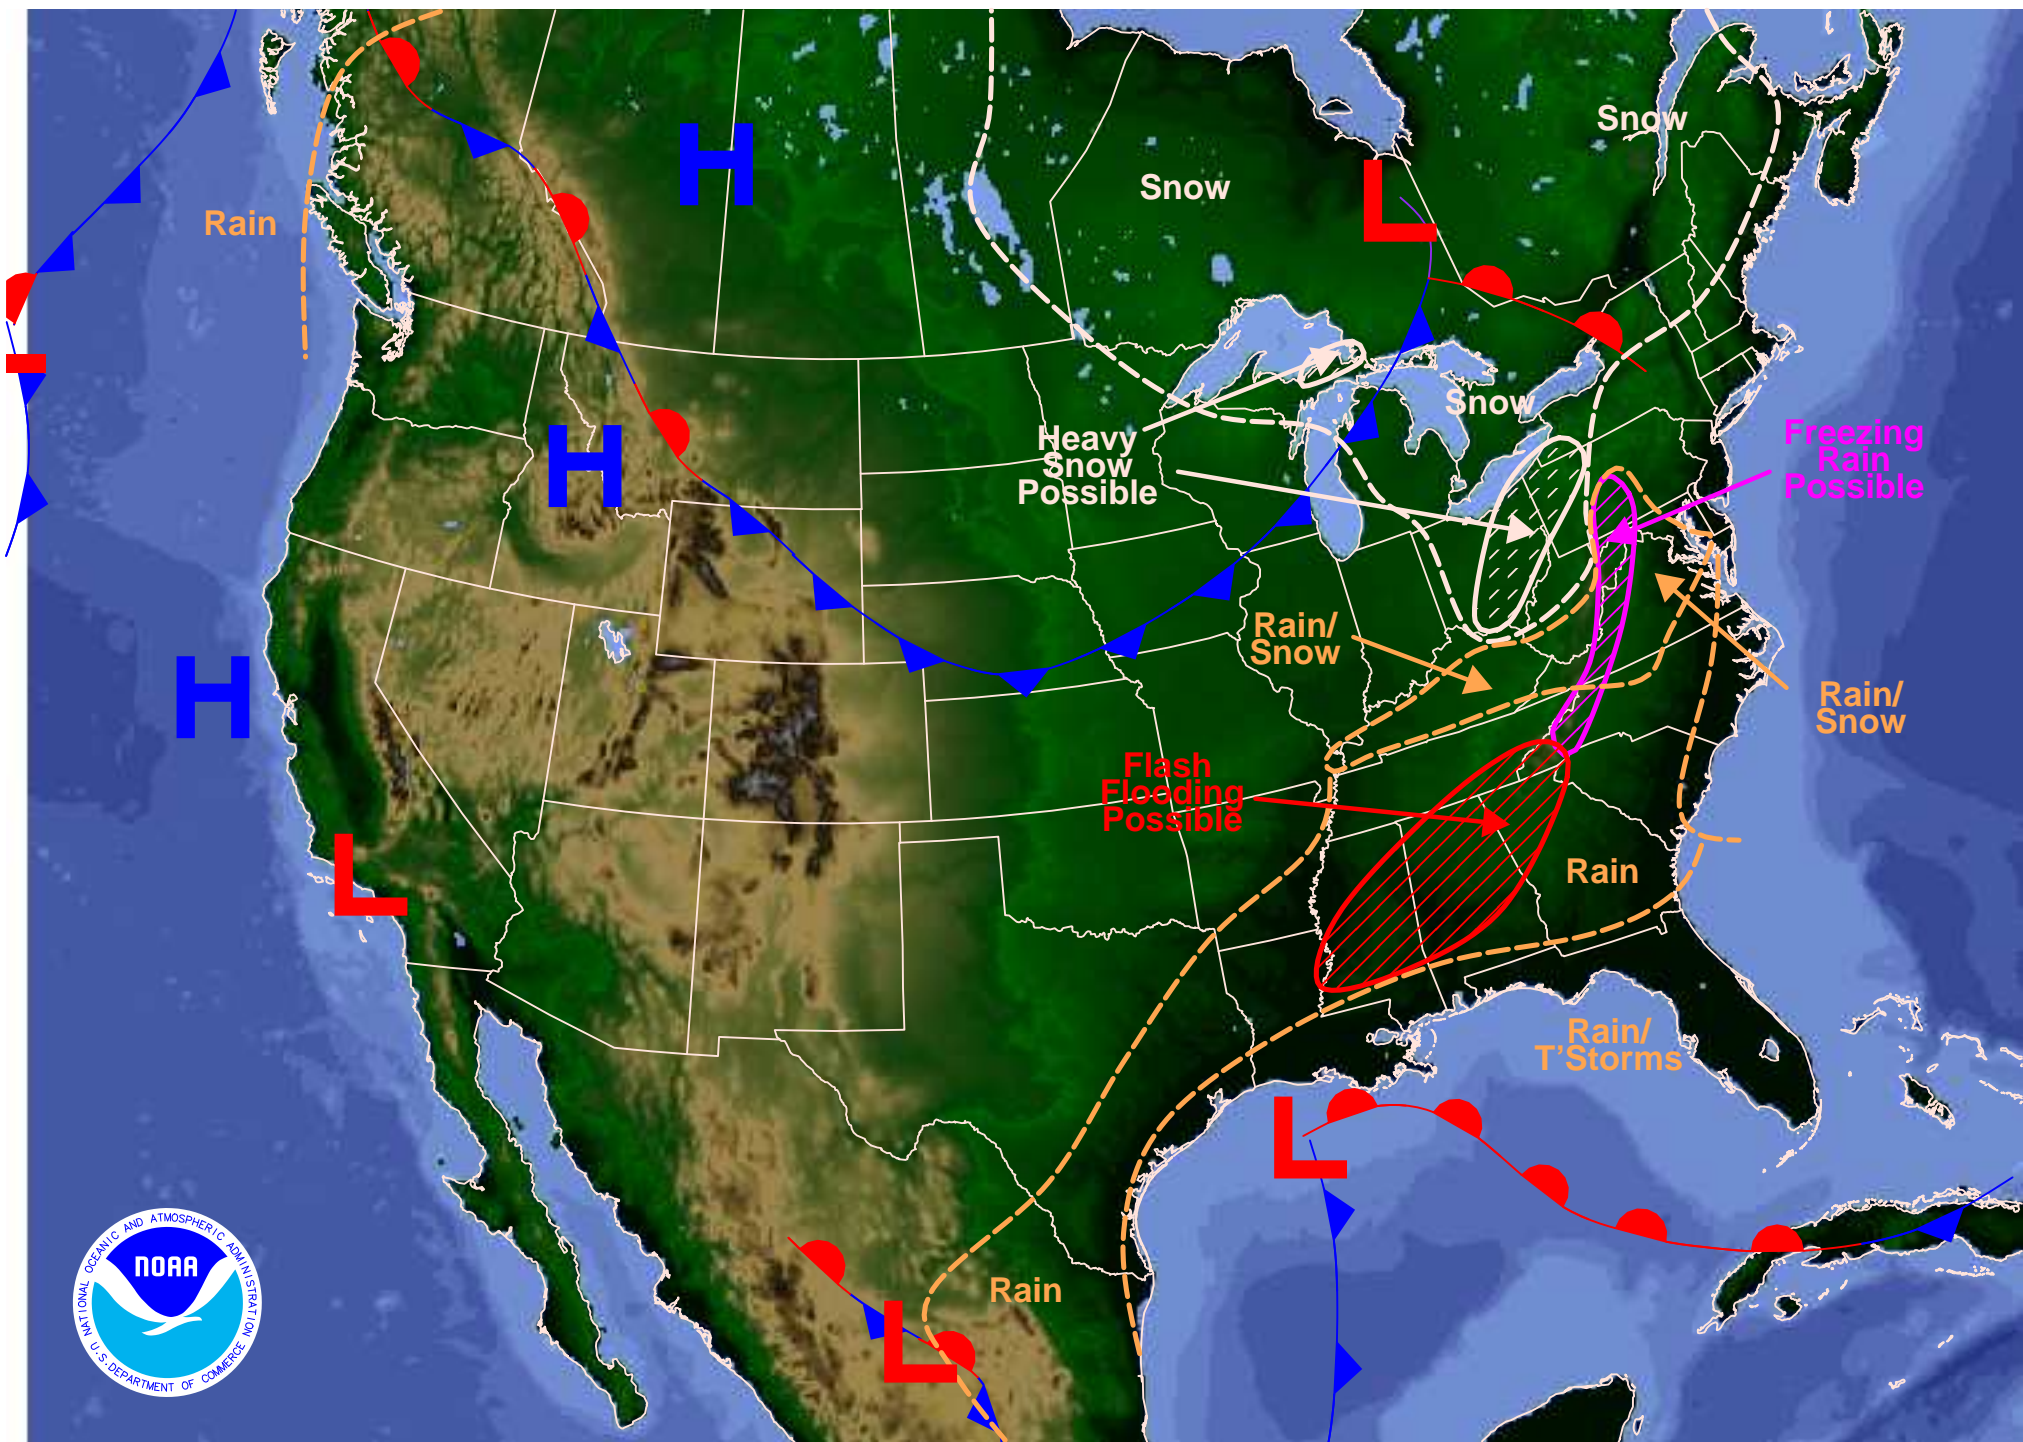 H
Snow
Snow
L
Rain
Snow
Heavy
Snow
Possible
Freezing
Rain
Possible
H
Rain/
Snow
H
Rain/
Snow
Flash
Flooding
Possible
L
Rain
Rain/
T'Storms
L
Rain
L
NATIONAL OCEANIC AND ATMOSPHERIC ADMINISTRATION
NOAA
U.S. DEPARTMENT OF COMMERCE